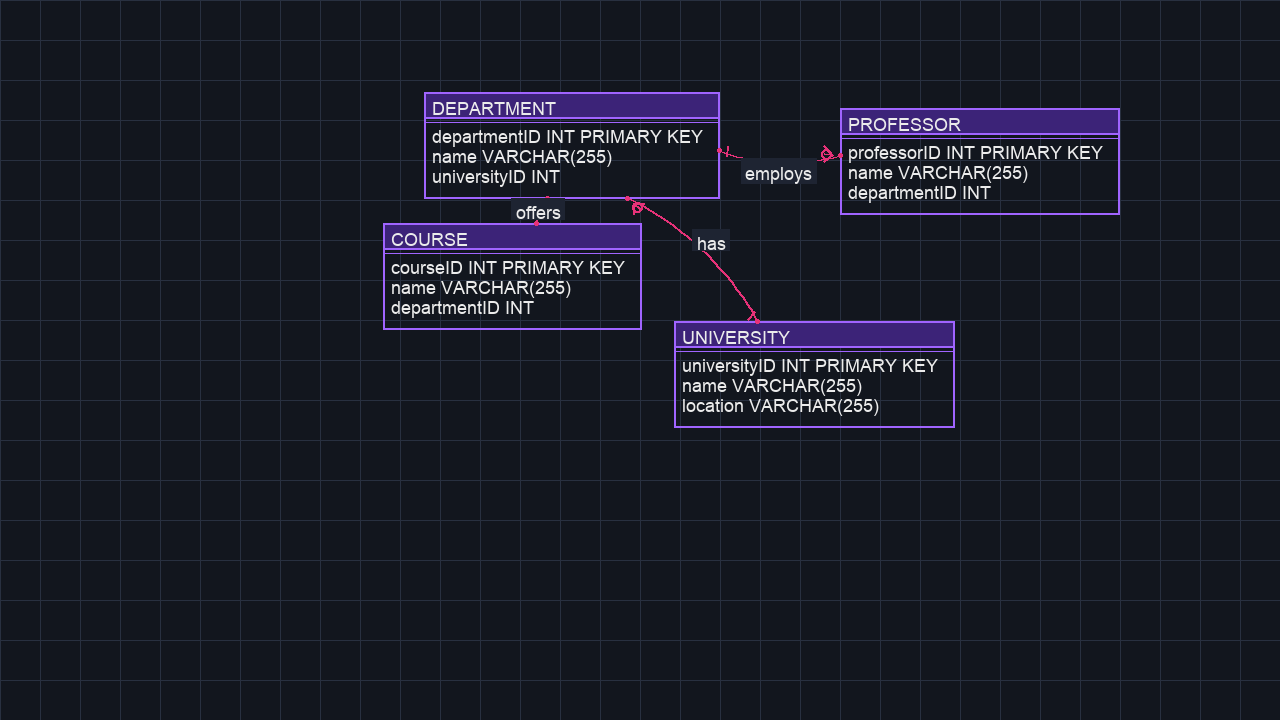 DEPARTMENT
departmentID INT PRIMARY KEY
name VARCHAR(255)
universityID INT
PROFESSOR
professorID INT PRIMARY KEY
name VARCHAR(255)
departmentID INT
employs
offers
COURSE
courseID INT PRIMARY KEY
name VARCHAR(255)
departmentID INT
has
UNIVERSITY
universityID INT PRIMARY KEY
name VARCHAR(255)
location VARCHAR(255)